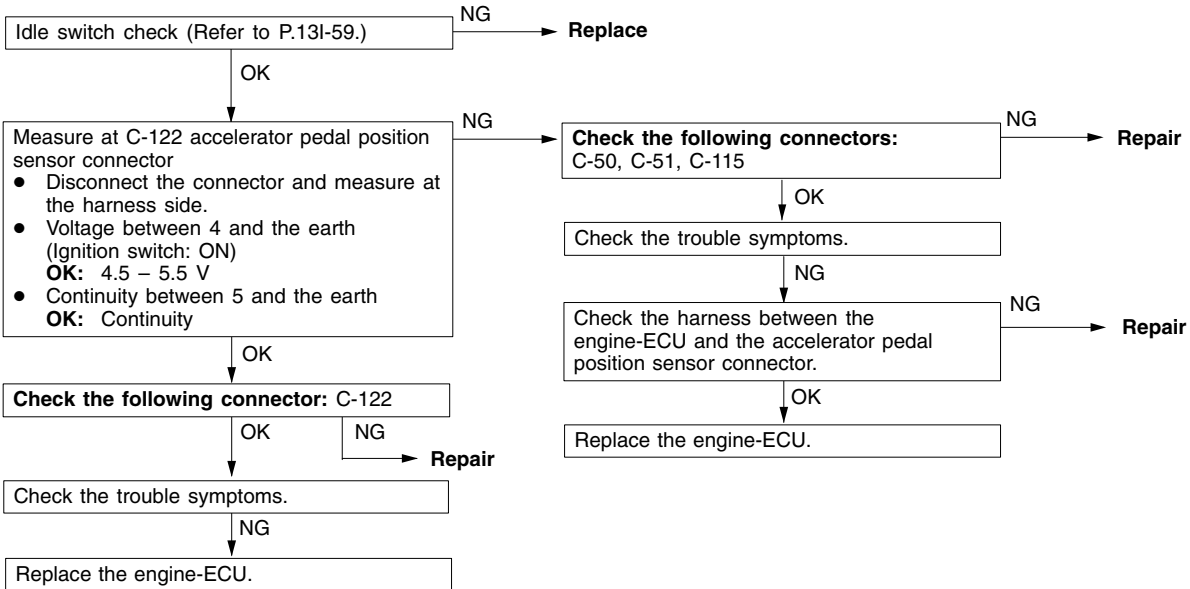 Idle switch check (Refer to P.13I-59.)
NG
Replace
OK
Measure at C-122 accelerator pedal position
sensor connector
● Disconnect the connector and measure at
the harness side.
● Voltage between 4 and the earth
(Ignition switch: ON)
OK: 4.5 – 5.5 V
● Continuity between 5 and the earth
OK: Continuity
NG
Check the following connectors:
C-50, C-51, C-115
NG
Repair
OK
Check the trouble symptoms.
NG
Check the harness between the
engine-ECU and the accelerator pedal
position sensor connector.
NG
Repair
OK
Replace the engine-ECU.
OK
Check the following connector: C-122
OK
NG
Repair
Check the trouble symptoms.
NG
Replace the engine-ECU.